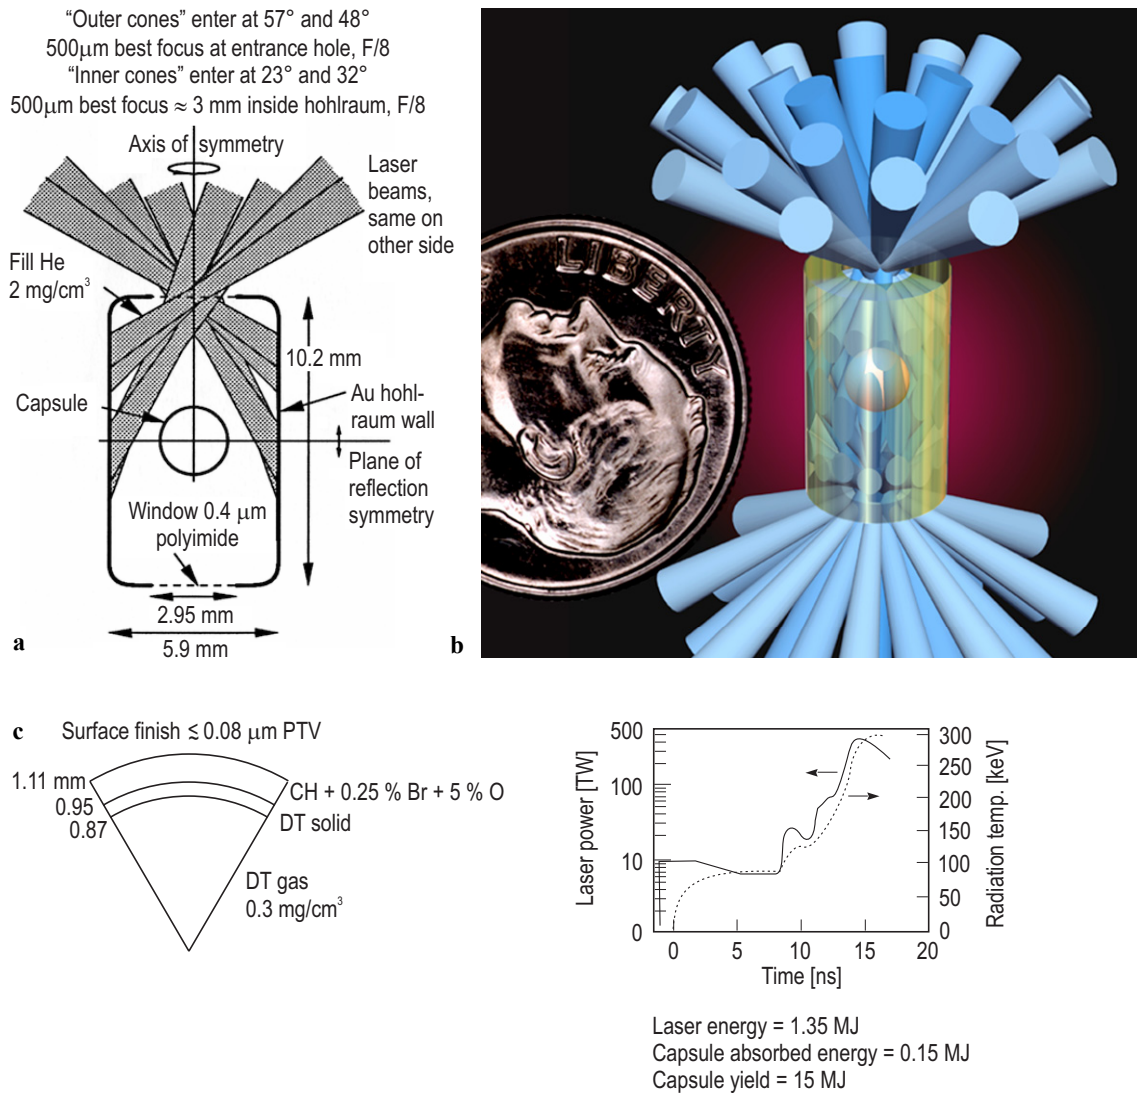 “Outer cones” enter at 57° and 48°
500μm best focus at entrance hole, F/8
“Inner cones” enter at 23° and 32°
500μm best focus ≈ 3 mm inside hohlraum, F/8
Axis of symmetry
Laser
beams,
same on
other side
Fill He
2 mg/cm³
10.2 mm
Capsule
Au hohl-
raum wall
Plane of
reflection
symmetry
Window 0.4 μm
polyimide
2.95 mm
5.9 mm
a
LIBERTY
b
c
Surface finish ≲ 0.08 μm PTV
1.11 mm
0.95
0.87
CH + 0.25 % Br + 5 % O
DT solid
DT gas
0.3 mg/cm³
Laser power [TW]
500
100
10
0
0 5 10 15 20
Time [ns]
300
250
200
150
100
50
0
Radiation temp. [keV]
Laser energy = 1.35 MJ
Capsule absorbed energy = 0.15 MJ
Capsule yield = 15 MJ